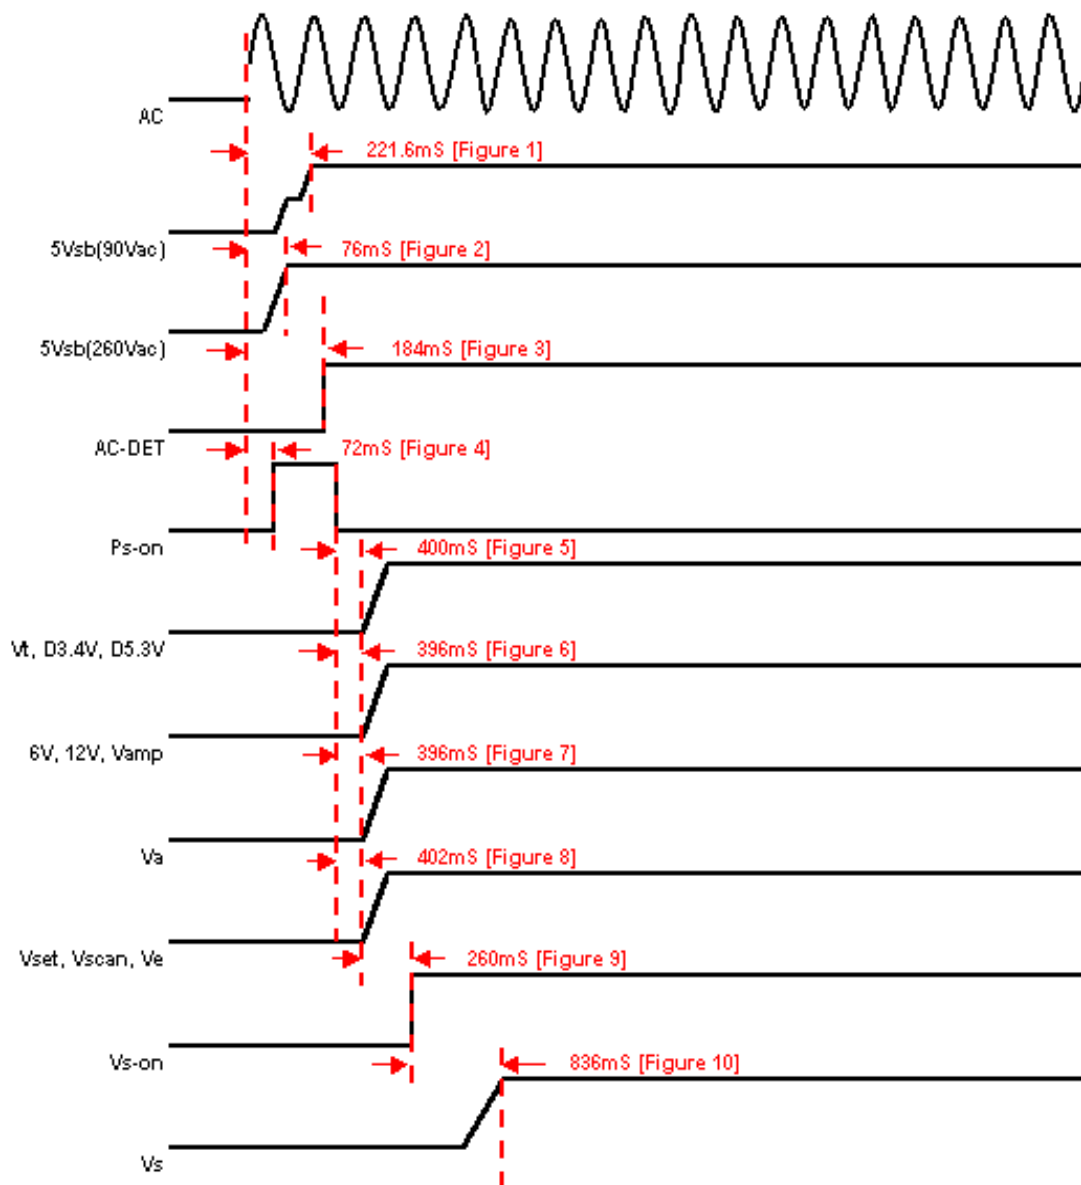 AC
221.6mS [Figure 1]
5Vsb(90Vac)
76mS [Figure 2]
5Vsb(260Vac)
184mS [Figure 3]
AC-DET
72mS [Figure 4]
Ps-on
400mS [Figure 5]
Vt, D3.4V, D5.3V
396mS [Figure 6]
6V, 12V, Vamp
396mS [Figure 7]
Va
402mS [Figure 8]
Vset, Vscan, Ve
260mS [Figure 9]
Vs-on
836mS [Figure 10]
Vs